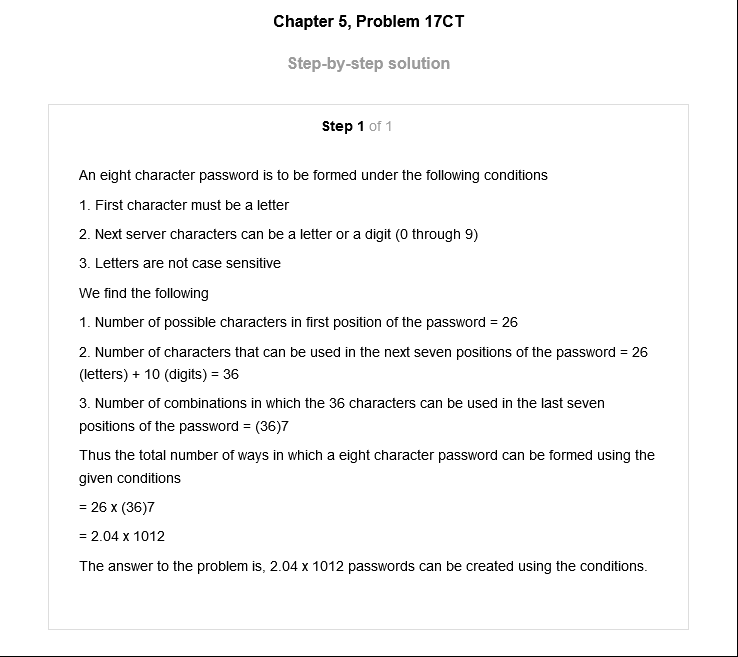 Chapter 5, Problem 17CT
Step-by-step solution
Step 1 of 1
An eight character password is to be formed under the following conditions
1. First character must be a letter
2. Next server characters can be a letter or a digit (0 through 9)
3. Letters are not case sensitive
We find the following
1. Number of possible characters in first position of the password = 26
2. Number of characters that can be used in the next seven positions of the password = 26
(letters) + 10 (digits) = 36
3. Number of combinations in which the 36 characters can be used in the last seven
positions of the password = (36)7
Thus the total number of ways in which a eight character password can be formed using the
given conditions
= 26 x (36)7
= 2.04 x 1012
The answer to the problem is, 2.04 x 1012 passwords can be created using the conditions.